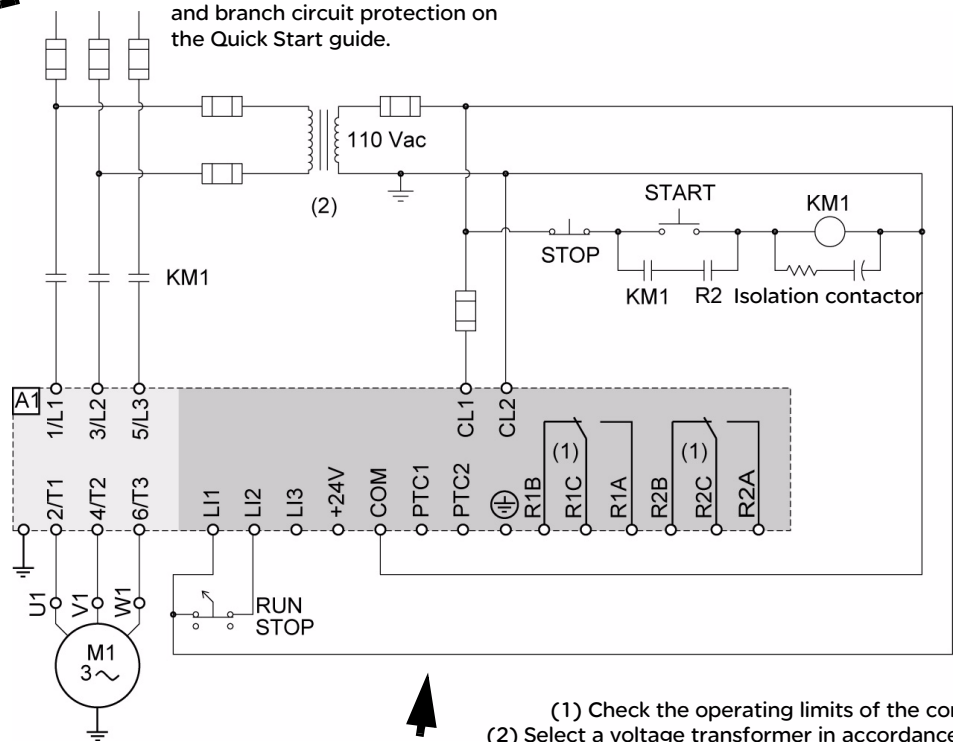 and branch circuit protection on
the Quick Start guide.
110 Vac
(2)
START
KM1
STOP
KM1
R2
Isolation contactor
KM1
A1
1/L1
3/L2
5/L3
CL1
CL2
(1)
(1)
2/T1
4/T2
6/T3
LI1
LI2
LI3
+24V
COM
PTC1
PTC2
R1B
R1C
R1A
R2B
R2C
R2A
U1
V1
W1
RUN
STOP
M1
3~
(1) Check the operating limits of the con
(2) Select a voltage transformer in accordance